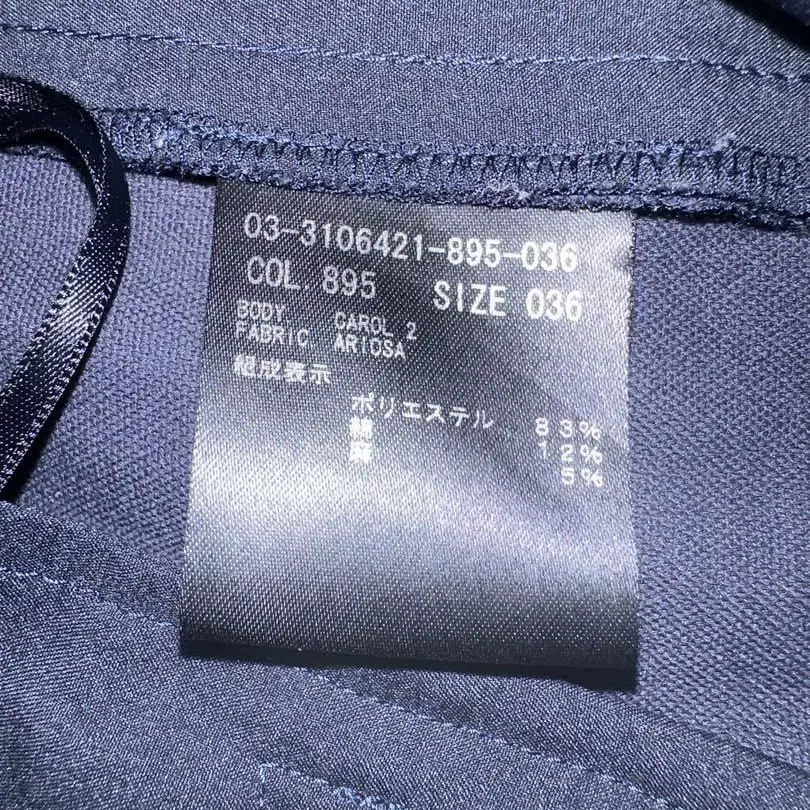 03-3106421-895-036
COL 895 SIZE 036
BODY CAROL 2
FABRIC ARIOSA
組成表示
ポリエステル 83%
綿 12%
麻 5%